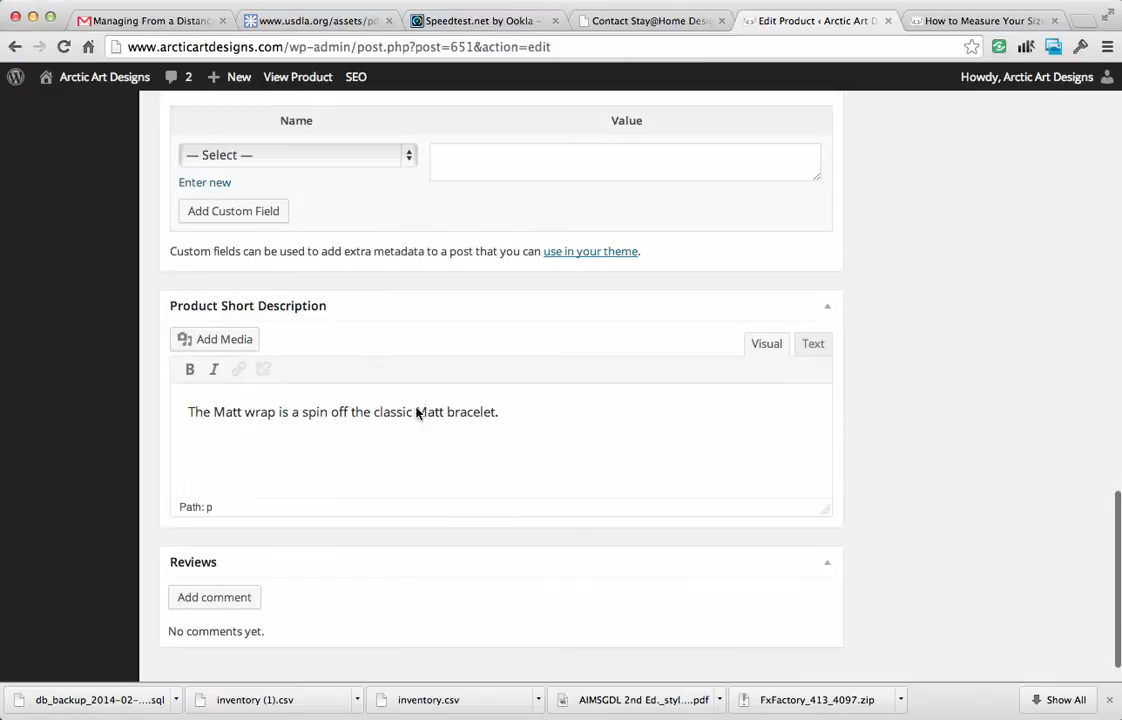 Managing From a Distanc
www.usdla.org/assets/pd
Speedtest.net by Ookla –
Contact Stay@Home Desi
Edit Product ‹ Arctic Art D
How to Measure Your Siz
www.arcticartdesigns.com/wp-admin/post.php?post=651&action=edit
Arctic Art Designs 2 + New View Product SEO Howdy, Arctic Art Designs
Name Value
— Select —
Enter new
Add Custom Field
Custom fields can be used to add extra metadata to a post that you can use in your theme.
Product Short Description
Add Media Visual Text
B I
The Matt wrap is a spin off the classic Matt bracelet.
Path: p
Reviews
Add comment
No comments yet.
db_backup_2014-02-....sql inventory (1).csv inventory.csv AIMSGDL 2nd Ed._styl....pdf FxFactory_413_4097.zip Show All